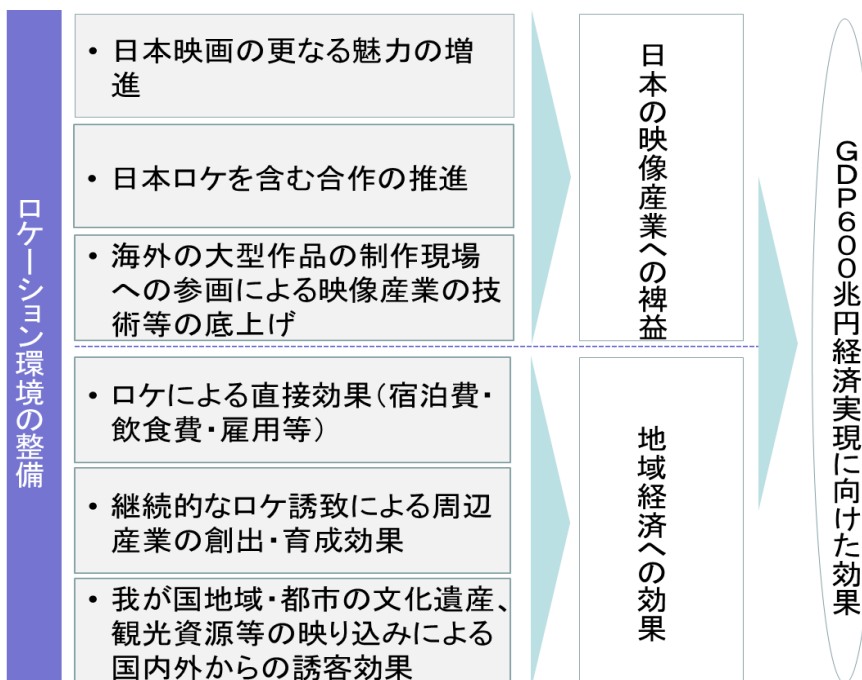 ロケーション環境の整備
• 日本映画の更なる魅力の増
進
• 日本ロケを含む合作の推進
• 海外の大型作品の制作現場
への参画による映像産業の技
術等の底上げ
日本の映像産業への裨益
• ロケによる直接効果（宿泊費・
飲食費・雇用等）
• 継続的なロケ誘致による周辺
産業の創出・育成効果
• 我が国地域・都市の文化遺産、
観光資源等の映り込みによる
国内外からの誘客効果
地域経済への効果
ＧＤＰ６００兆円経済実現に向けた効果